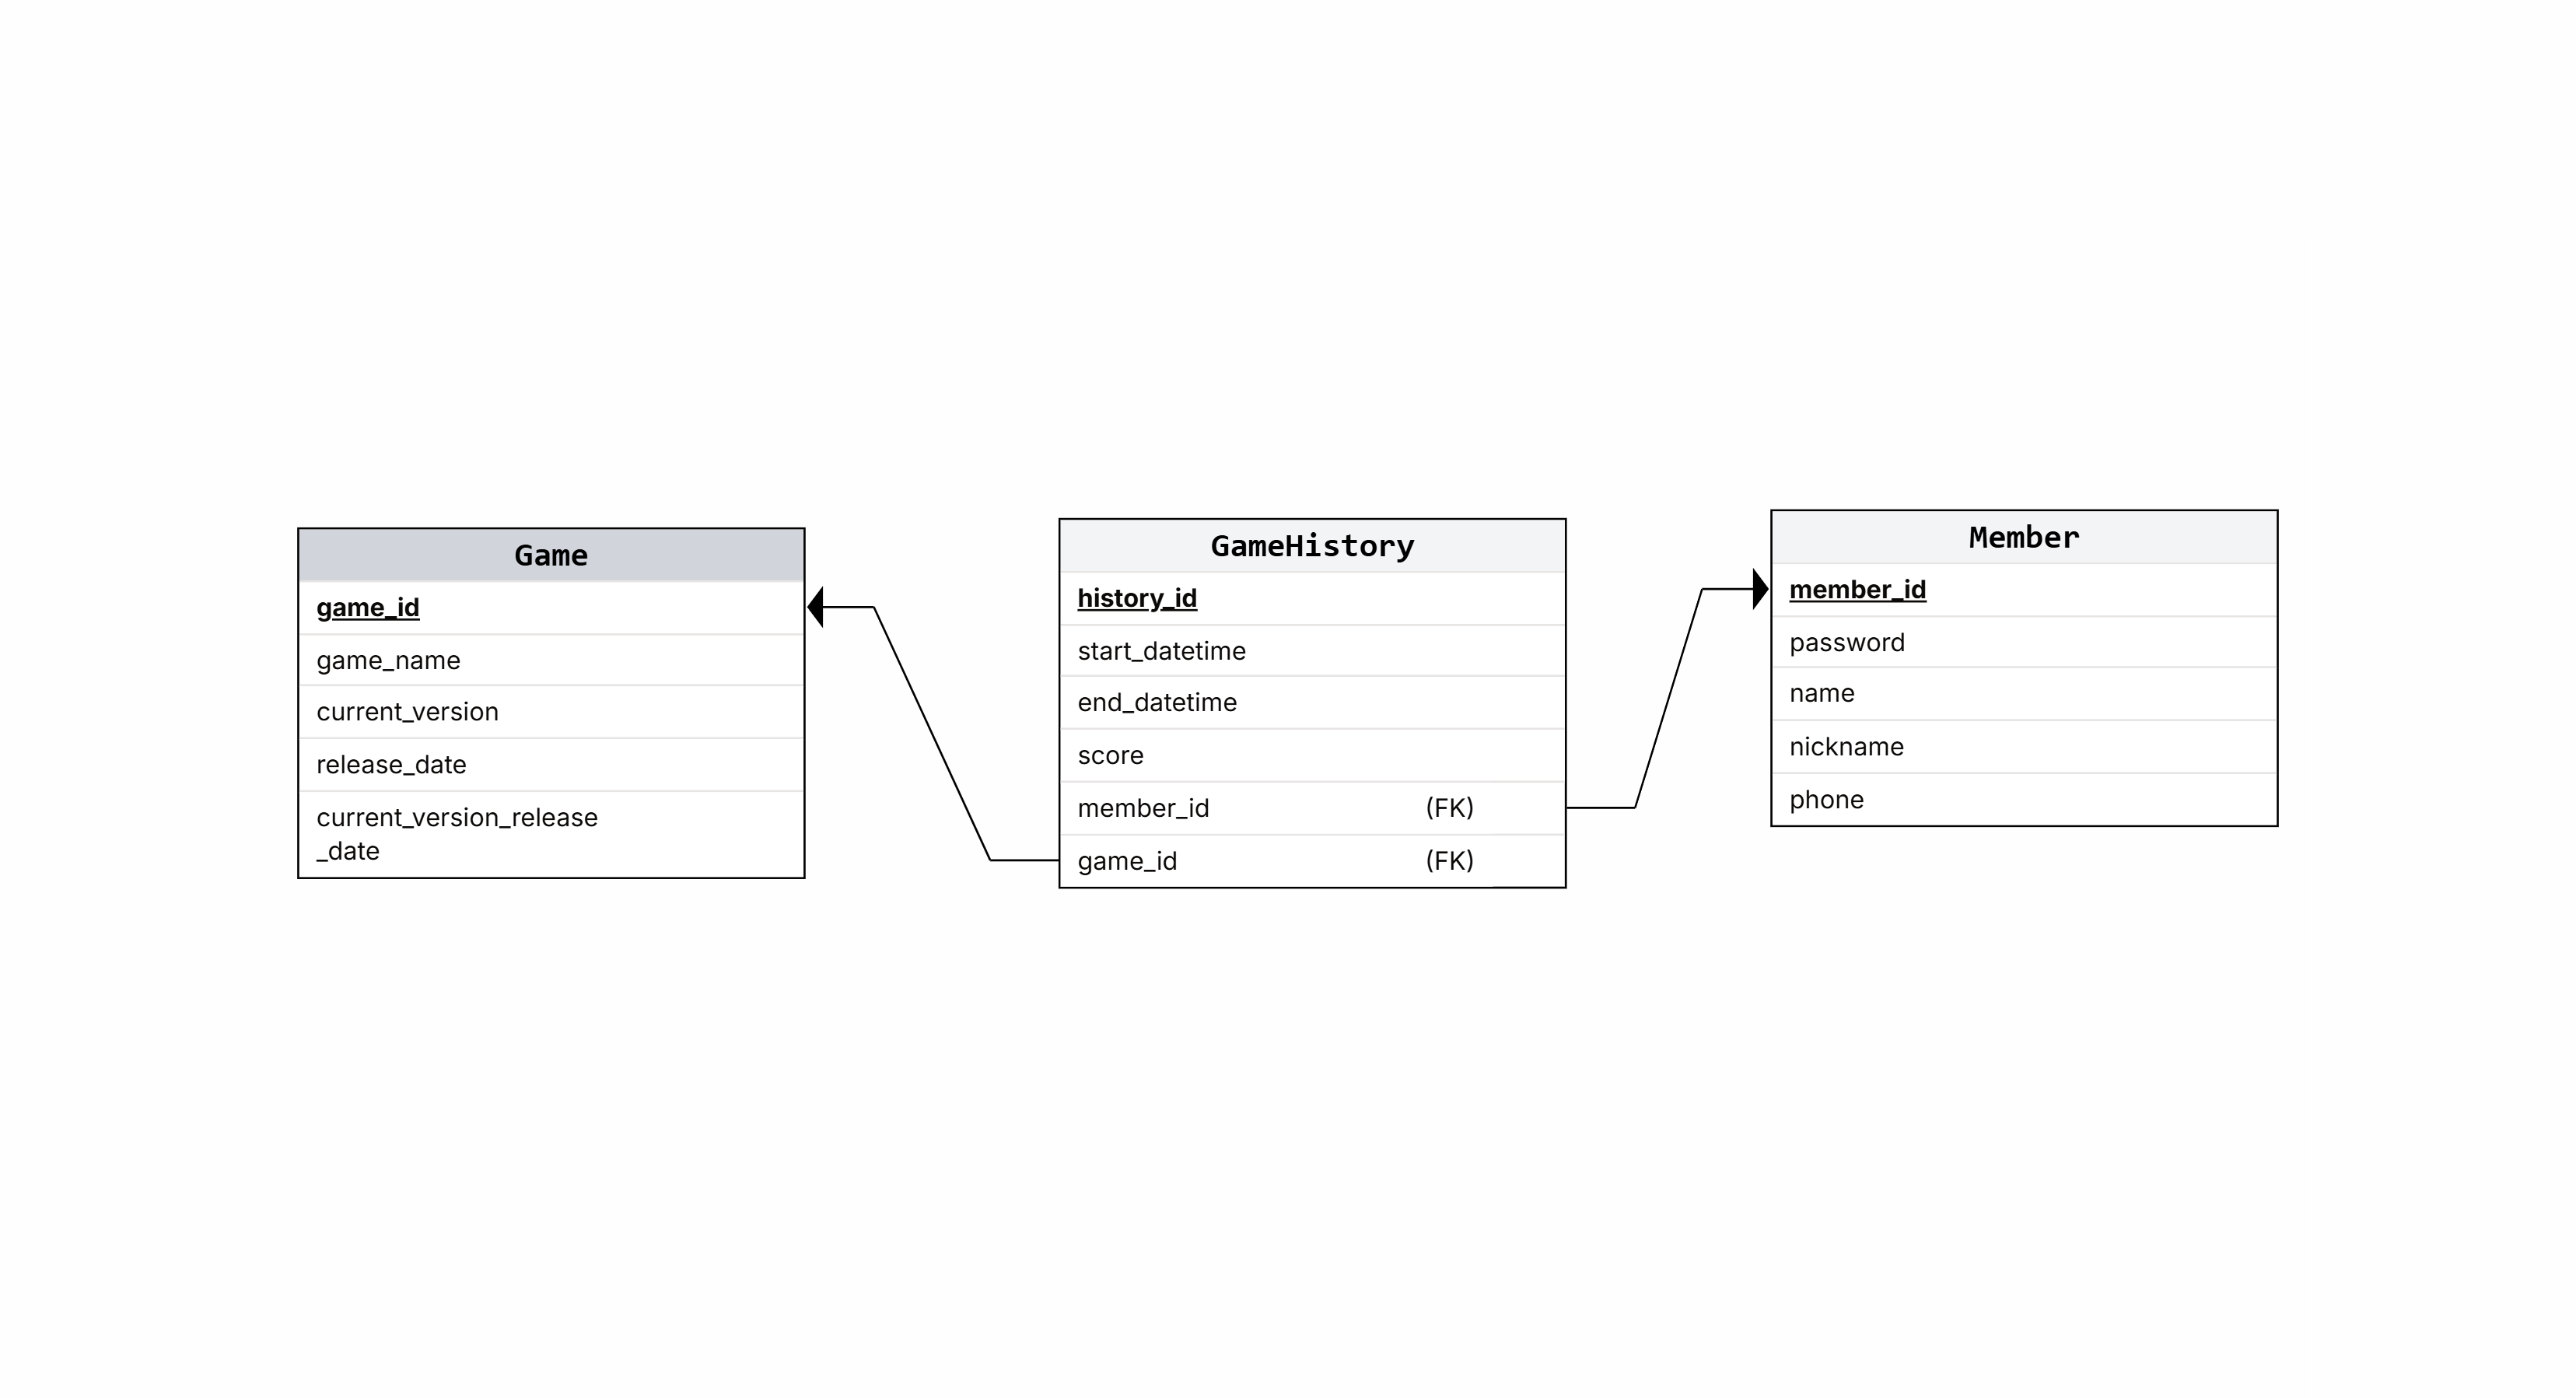 Game
game_id
game_name
current_version
release_date
current_version_release
_date
GameHistory
history_id
start_datetime
end_datetime
score
member_id (FK)
game_id (FK)
Member
member_id
password
name
nickname
phone